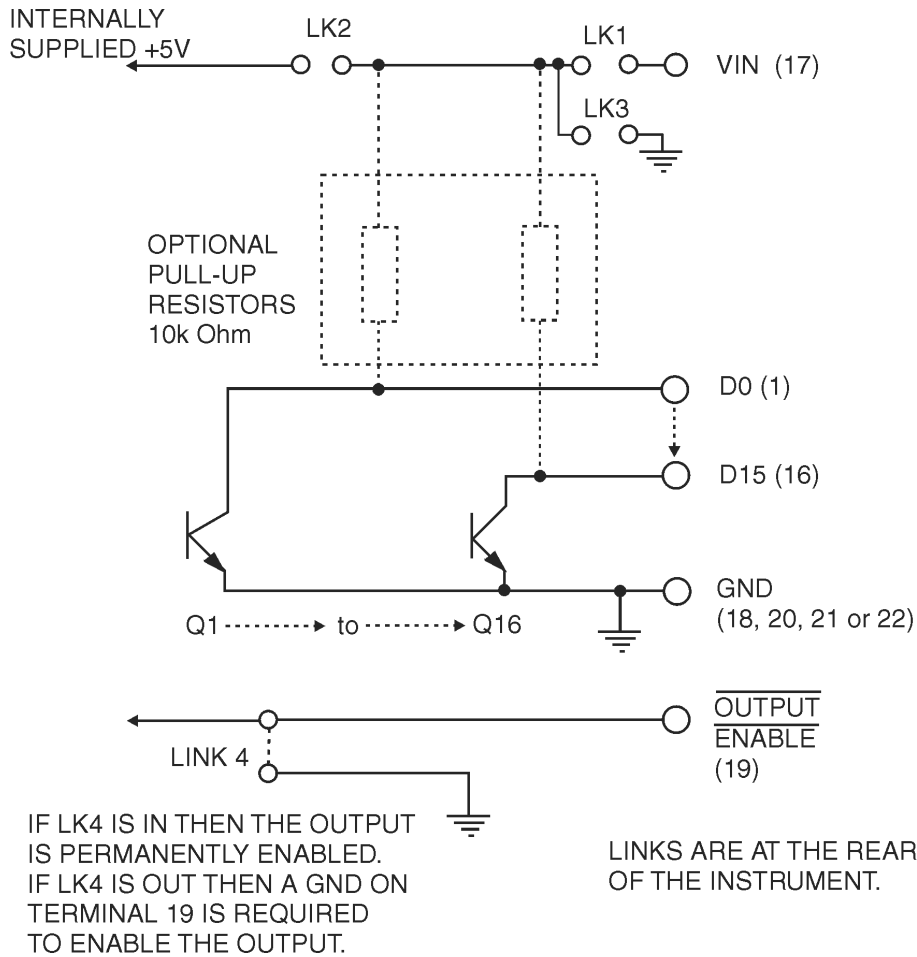 INTERNALLY
SUPPLIED +5V
LK2
LK1
VIN (17)
LK3
OPTIONAL
PULL-UP
RESISTORS
10k Ohm
D0 (1)
D15 (16)
GND
(18, 20, 21 or 22)
Q1 to Q16
OUTPUT
ENABLE
(19)
LINK 4
IF LK4 IS IN THEN THE OUTPUT
IS PERMANENTLY ENABLED.
IF LK4 IS OUT THEN A GND ON
TERMINAL 19 IS REQUIRED
TO ENABLE THE OUTPUT.
LINKS ARE AT THE REAR
OF THE INSTRUMENT.